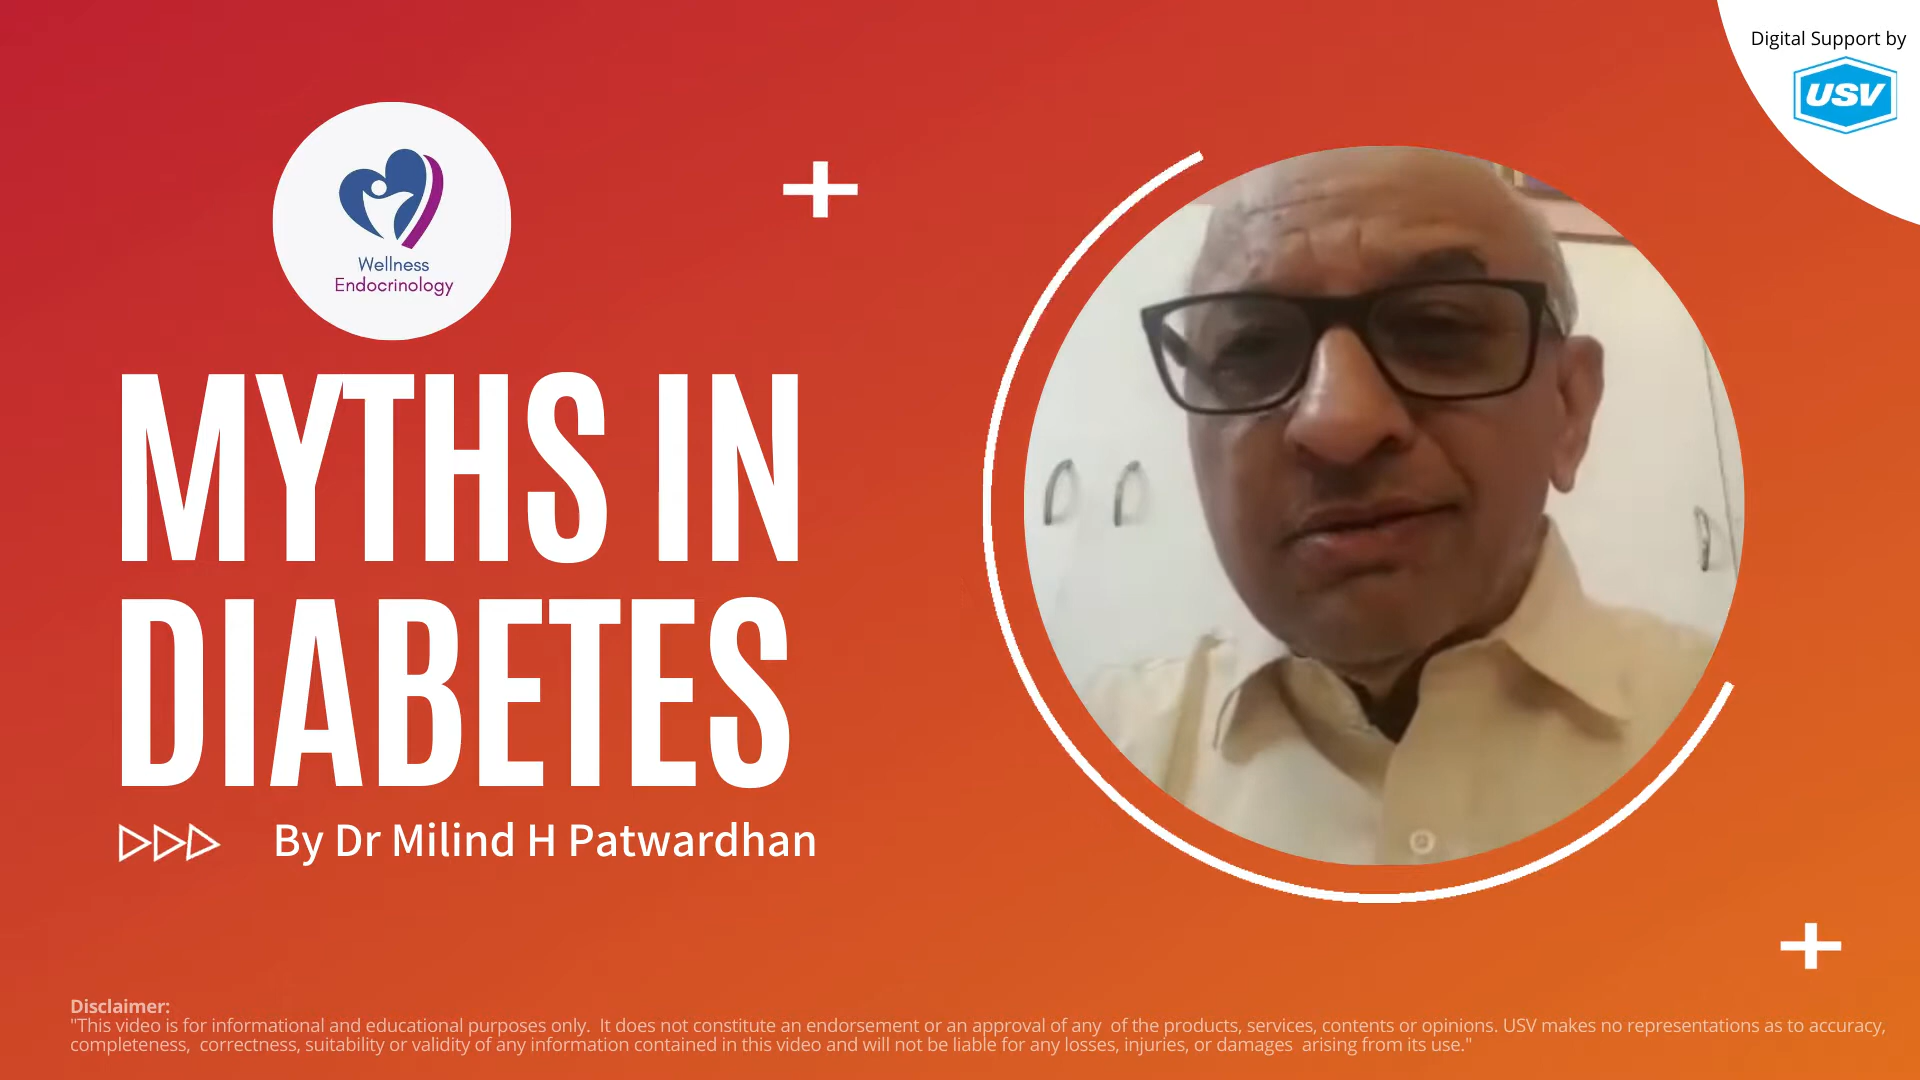 Digital Support by
USV
Wellness
Endocrinology
MYTHS IN
DIABETES
By Dr Milind H Patwardhan
Disclaimer:
"This video is for informational and educational purposes only.  It does not constitute an endorsement or an approval of any  of the products, services, contents or opinions. USV makes no representations as to accuracy,
completeness,  correctness, suitability or validity of any information contained in this video and will not be liable for any losses, injuries, or damages  arising from its use."